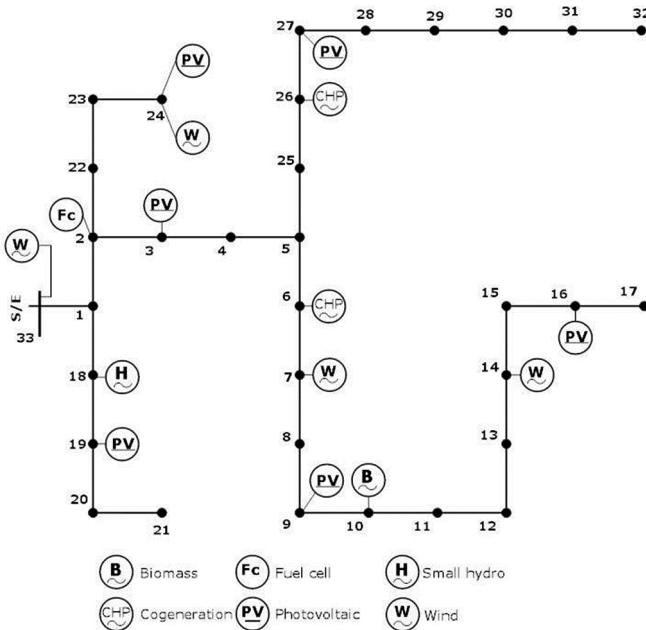 27 28 29 30 31 32
PV
PV
23 24 26 CHP
W
22 25
Fc PV
2 3 4 5
W
S/E 1 6 CHP 15 16 17
33 PV
18 H 7 W 14 W
19 PV 8 13
20 PV B
21 9 10 11 12
B Biomass Fc Fuel cell H Small hydro
CHP Cogeneration PV Photovoltaic W Wind